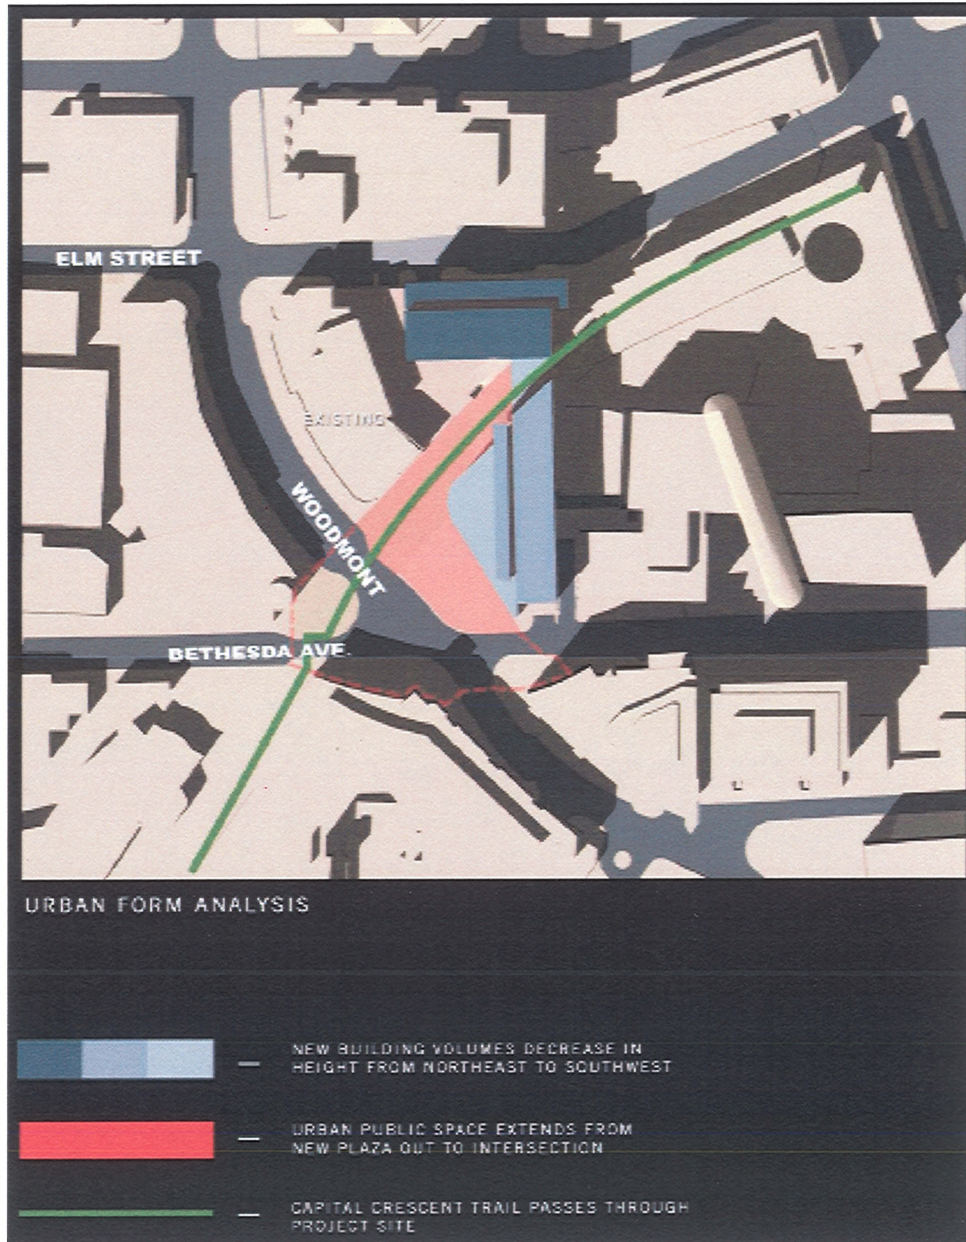 ELM STREET
EXISTING
WOODMONT
BETHESDA AVE.
URBAN FORM ANALYSIS
NEW BUILDING VOLUMES DECREASE IN
HEIGHT FROM NORTHEAST TO SOUTHWEST
URBAN PUBLIC SPACE EXTENDS FROM
NEW PLAZA OUT TO INTERSECTION
CAPITAL CRESCENT TRAIL PASSES THROUGH
PROJECT SITE